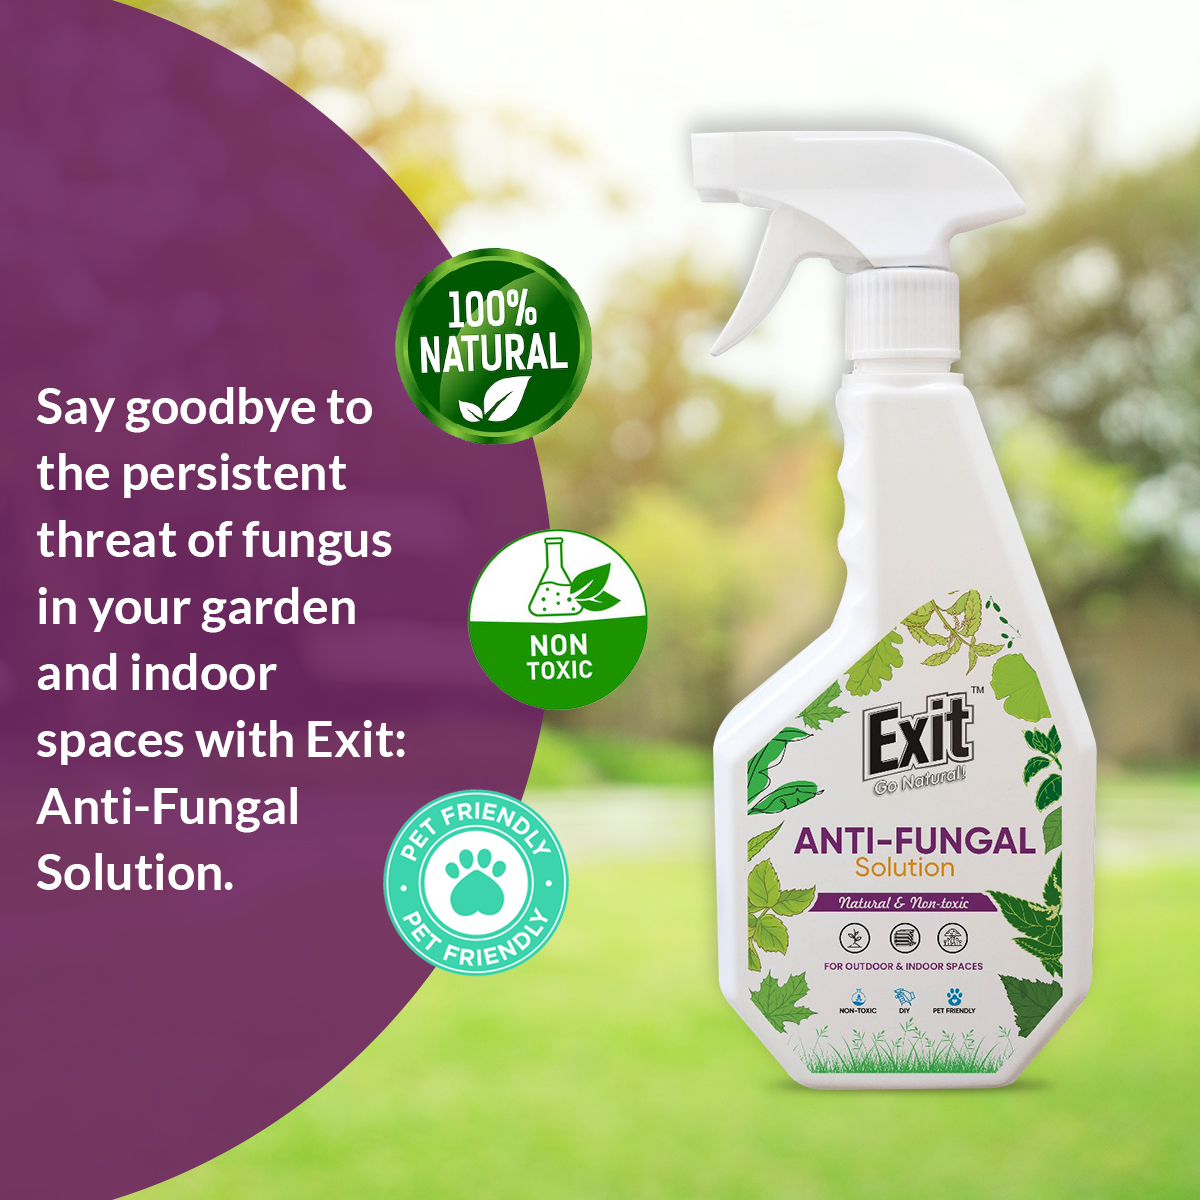 Say goodbye to
the persistent
threat of fungus
in your garden
and indoor
spaces with Exit:
Anti-Fungal
Solution.
100%
NATURAL
NON
TOXIC
PET FRIENDLY
PET FRIENDLY
Exit™
Go Natural!
ANTI-FUNGAL
Solution
Natural & Non-toxic
FOR OUTDOOR & INDOOR SPACES
NON-TOXIC DIY PET FRIENDLY